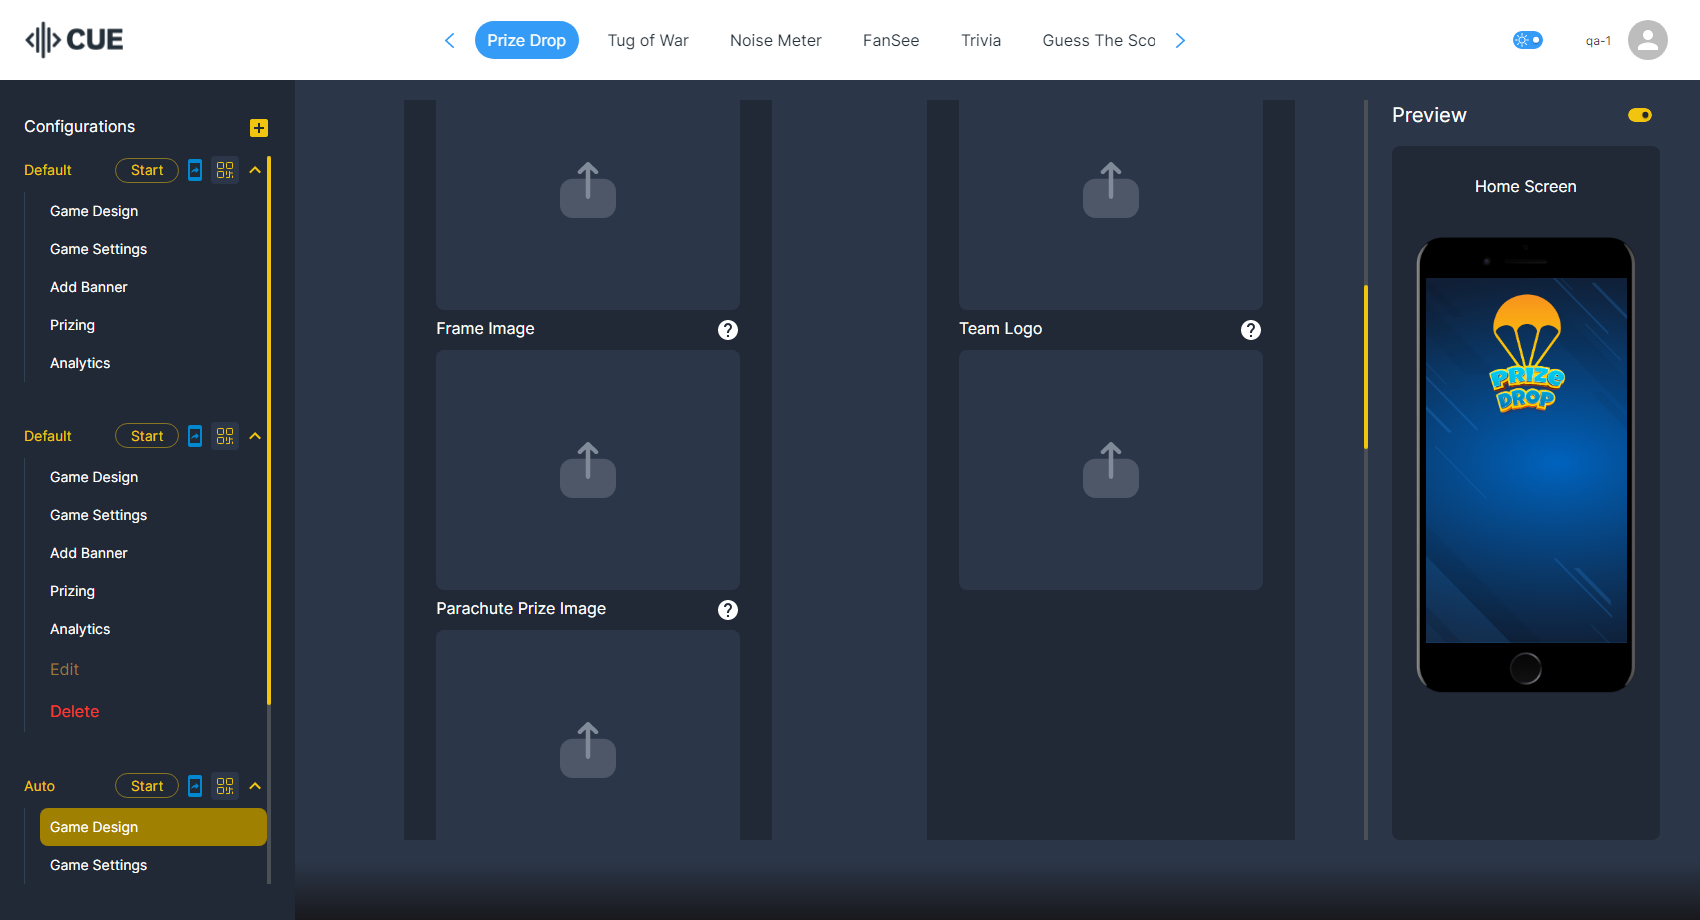 CUE
Prize Drop
Tug of War
Noise Meter
FanSee
Trivia
Guess The Sco
qa-1
Configurations
Default
Start
Game Design
Game Settings
Add Banner
Prizing
Analytics
Default
Start
Game Design
Game Settings
Add Banner
Prizing
Analytics
Edit
Delete
Auto
Start
Game Design
Game Settings
Frame Image
?
Parachute Prize Image
?
Team Logo
?
Preview
Home Screen
PRIZE
DROP